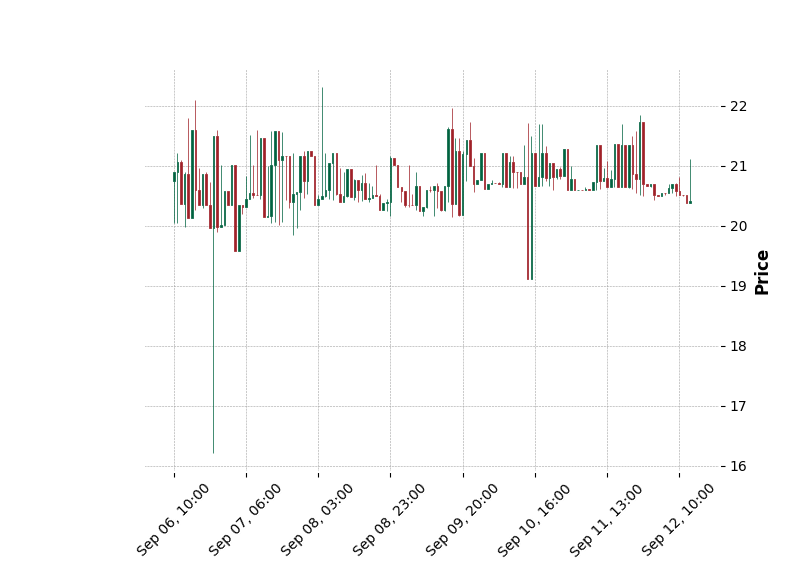 22
21
20
19
18
17
16
Price
Sep 06, 10:00
Sep 07, 06:00
Sep 08, 03:00
Sep 08, 23:00
Sep 09, 20:00
Sep 10, 16:00
Sep 11, 13:00
Sep 12, 10:00